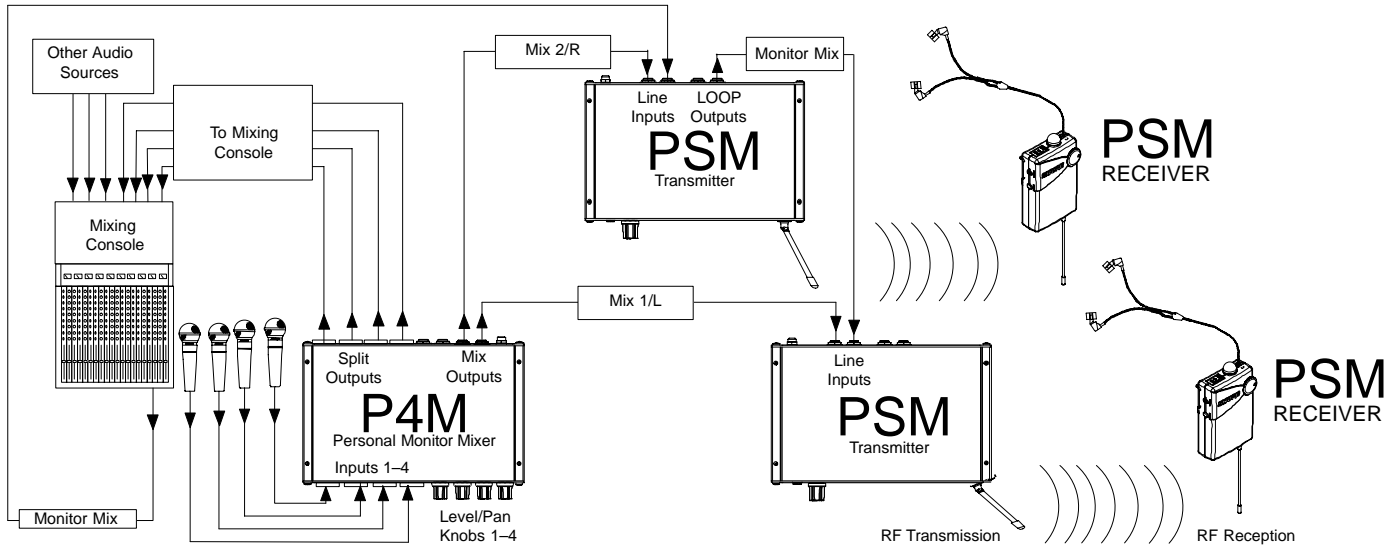 Other Audio
Sources
Mix 2/R
Monitor Mix
Line
Inputs
LOOP
Outputs
PSM
Transmitter
PSM
RECEIVER
To Mixing
Console
Mixing
Console
Mix 1/L
Split
Outputs
Mix
Outputs
P4M
Personal Monitor Mixer
Inputs 1–4
Line
Inputs
PSM
Transmitter
PSM
RECEIVER
Monitor Mix
Level/Pan
Knobs 1–4
RF Transmission
RF Reception